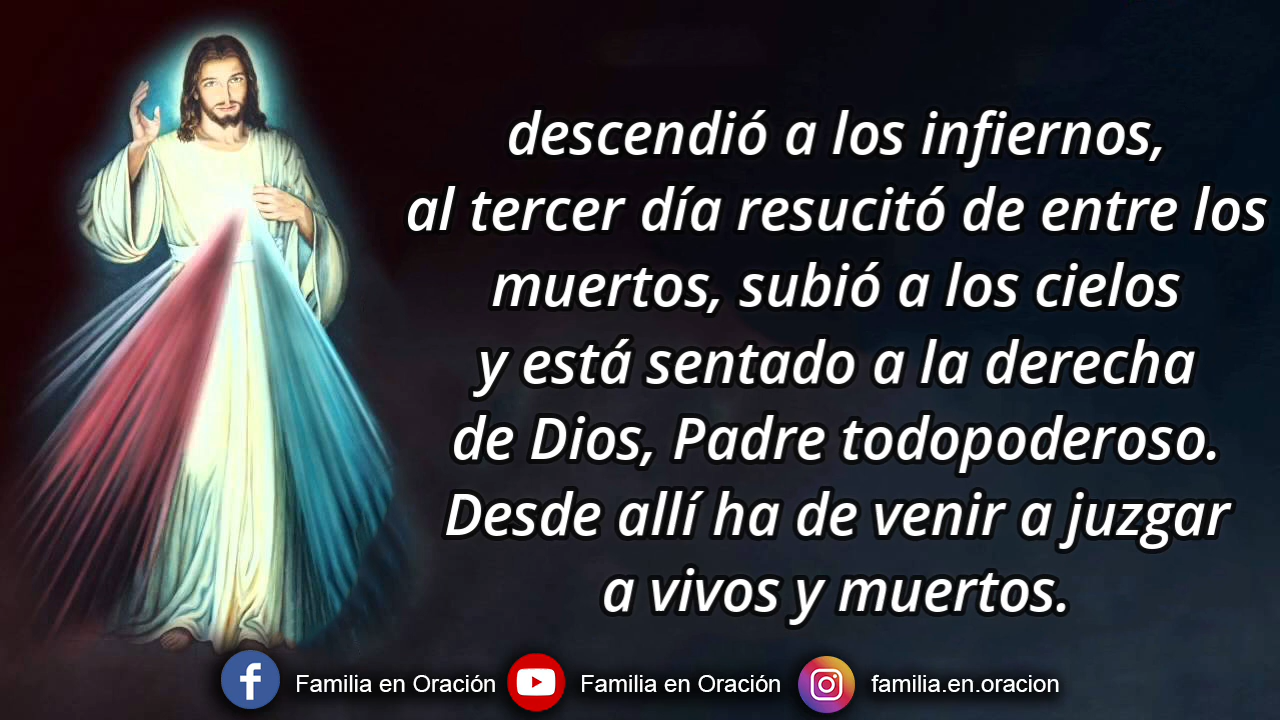 descendió a los infiernos,
al tercer día resucitó de entre los
muertos, subió a los cielos
y está sentado a la derecha
de Dios, Padre todopoderoso.
Desde allí ha de venir a juzgar
a vivos y muertos.
Familia en Oración Familia en Oración familia.en.oracion